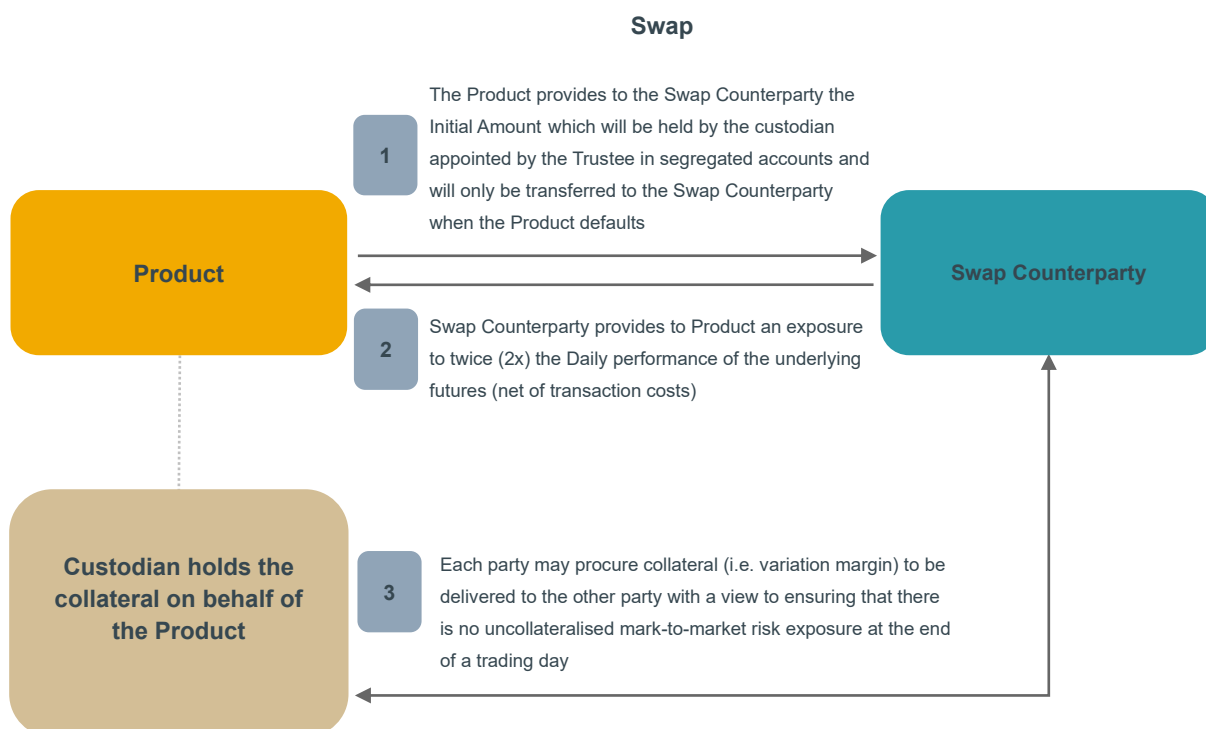 Swap
The Product provides to the Swap Counterparty the
Initial Amount which will be held by the custodian
1
appointed by the Trustee in segregated accounts and
will only be transferred to the Swap Counterparty
when the Product defaults
Product
Swap Counterparty
2
Swap Counterparty provides to Product an exposure
to twice (2x) the Daily performance of the underlying
futures (net of transaction costs)
Custodian holds the
collateral on behalf of
the Product
3
Each party may procure collateral (i.e. variation margin) to be
delivered to the other party with a view to ensuring that there
is no uncollateralised mark-to-market risk exposure at the end
of a trading day